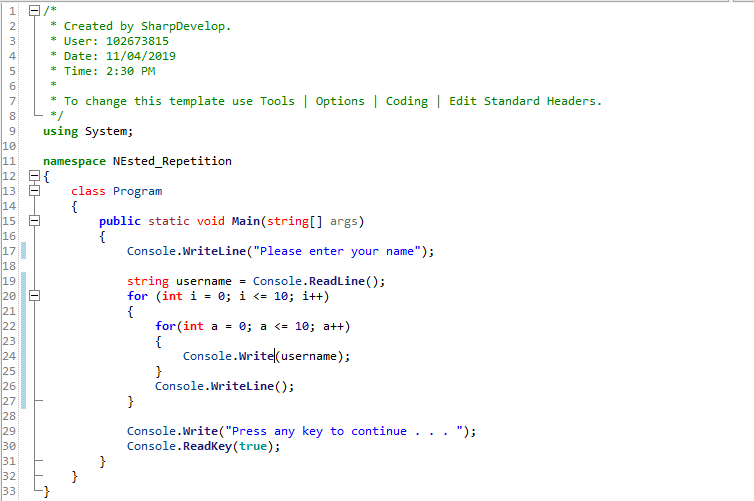 1 /*
2  * Created by SharpDevelop.
3  * User: 102673815
4  * Date: 11/04/2019
5  * Time: 2:30 PM
6  *
7  * To change this template use Tools | Options | Coding | Edit Standard Headers.
8  */
9 using System;
10
11 namespace NEsted_Repetition
12 {
13     class Program
14     {
15         public static void Main(string[] args)
16         {
17             Console.WriteLine("Please enter your name");
18
19             string username = Console.ReadLine();
20             for (int i = 0; i <= 10; i++)
21             {
22                 for(int a = 0; a <= 10; a++)
23                 {
24                     Console.Write(username);
25                 }
26                 Console.WriteLine();
27             }
28
29             Console.Write("Press any key to continue . . . ");
30             Console.ReadKey(true);
31         }
32     }
33 }